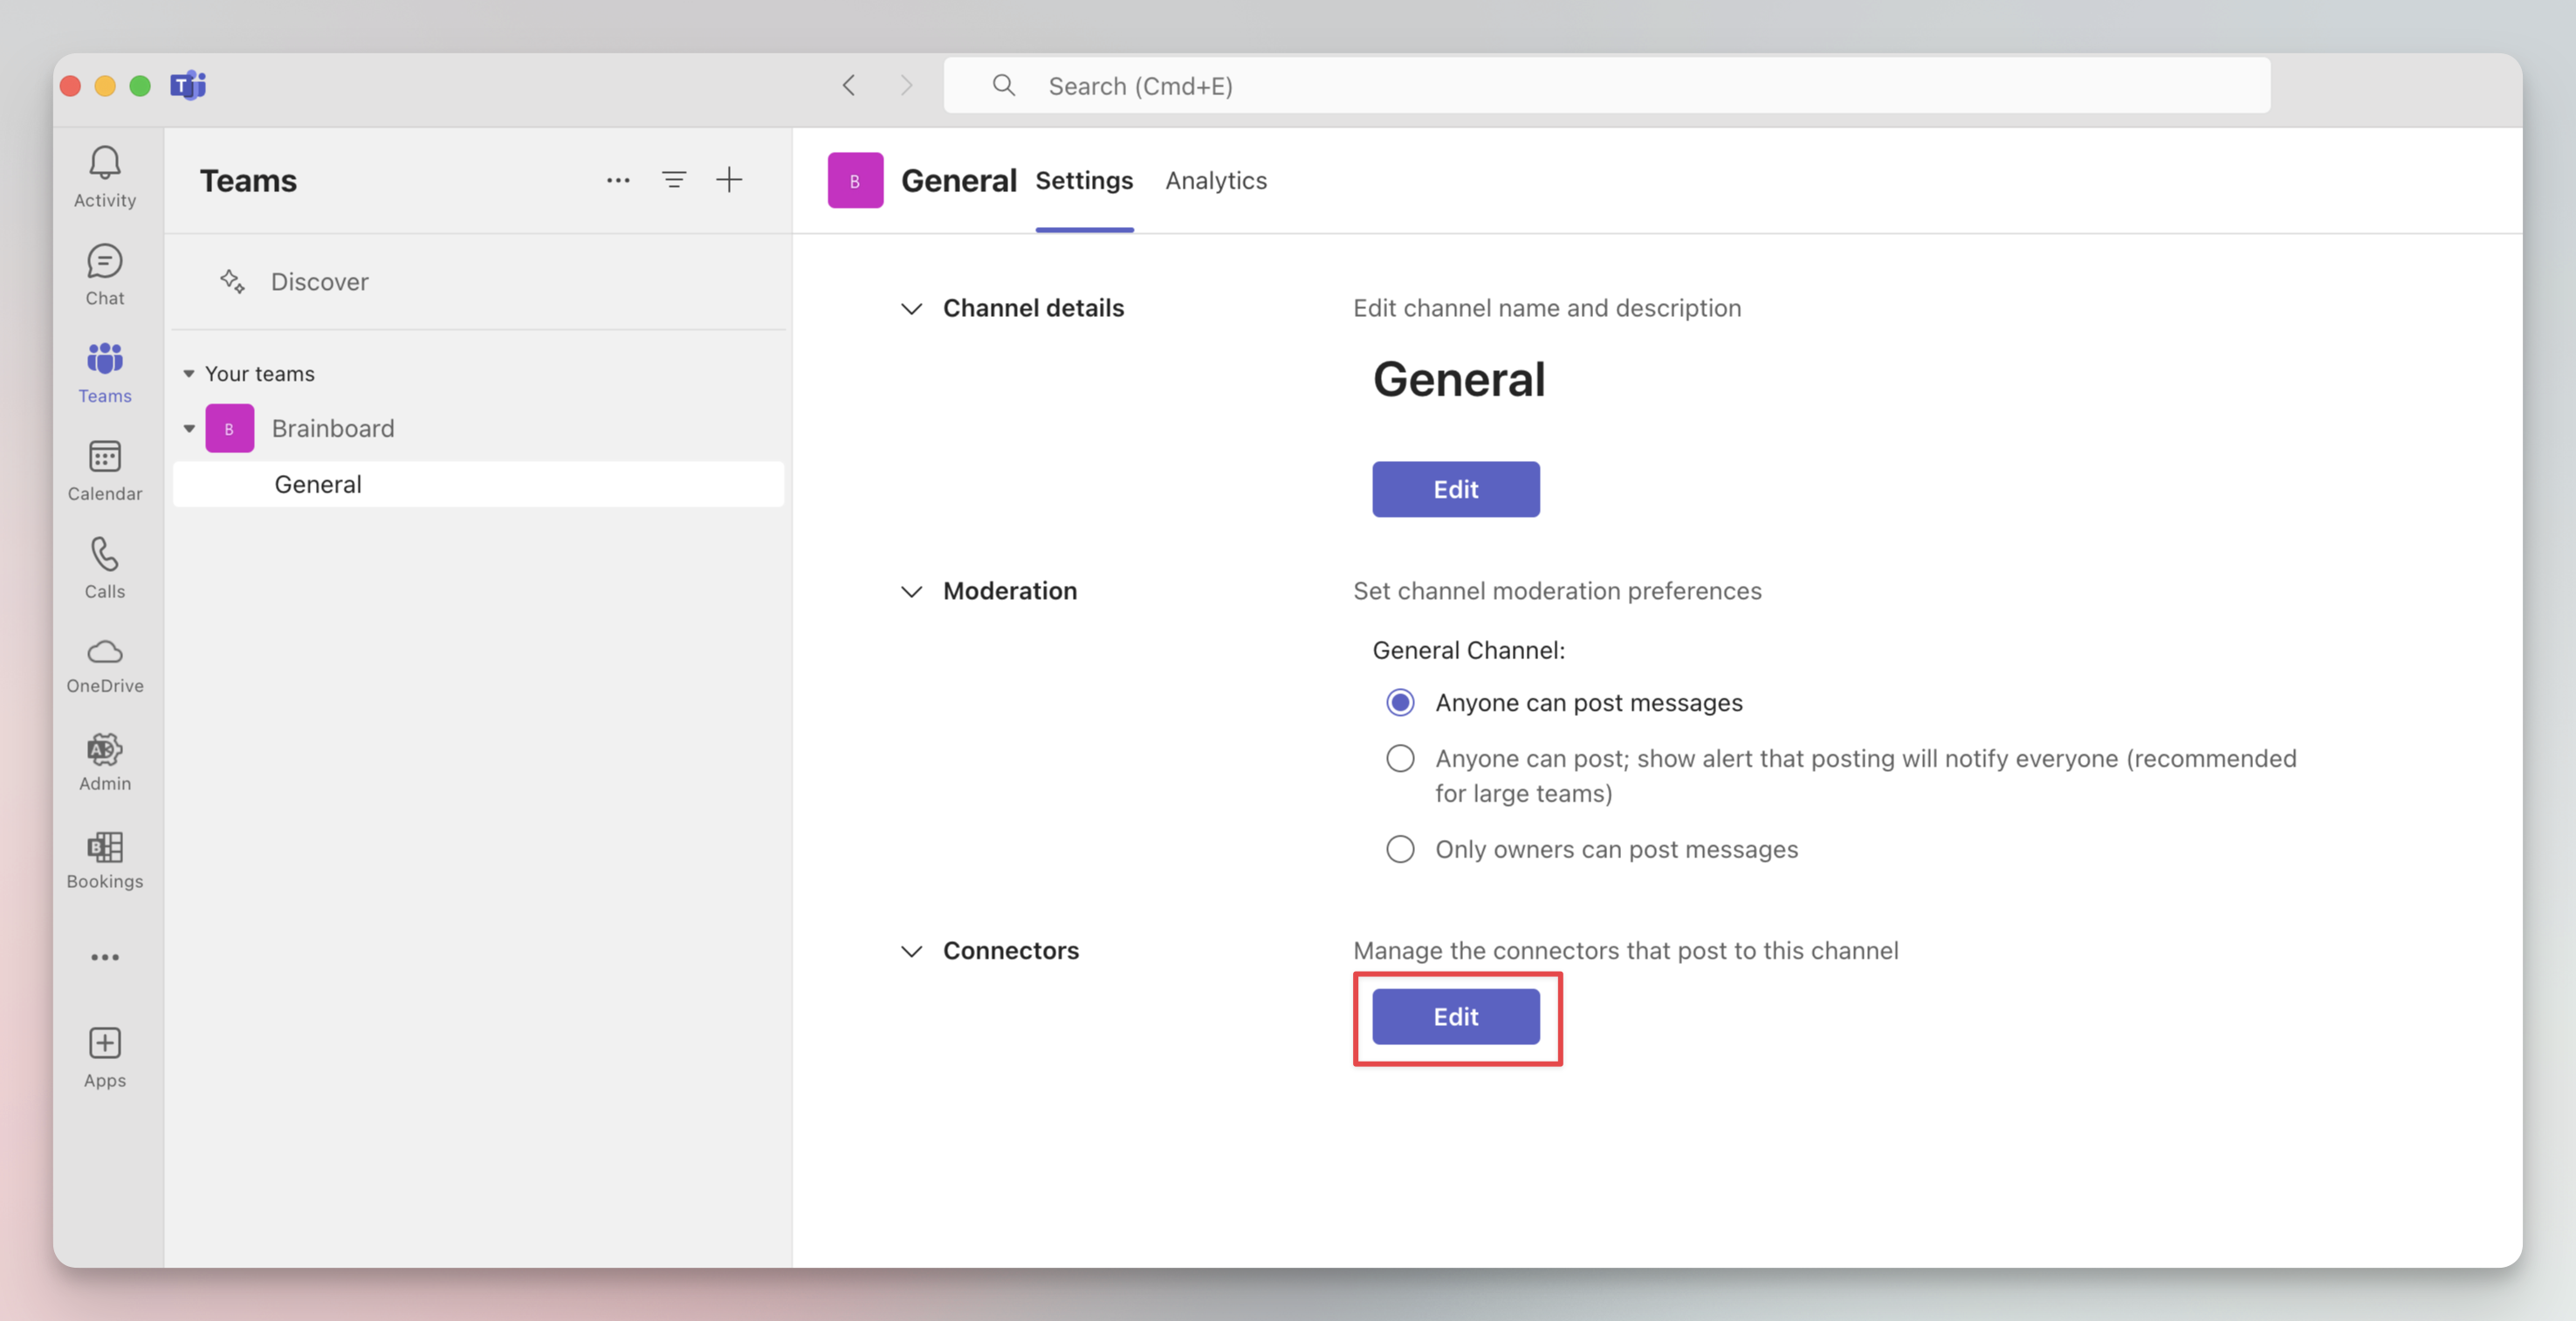 Search (Cmd+E)
Activity
Chat
Teams
Calendar
Calls
OneDrive
Admin
Bookings
Apps
Teams
Discover
Your teams
B Brainboard
General
B General Settings Analytics
Channel details Edit channel name and description
General
Edit
Moderation Set channel moderation preferences
General Channel:
Anyone can post messages
Anyone can post; show alert that posting will notify everyone (recommended
for large teams)
Only owners can post messages
Connectors Manage the connectors that post to this channel
Edit